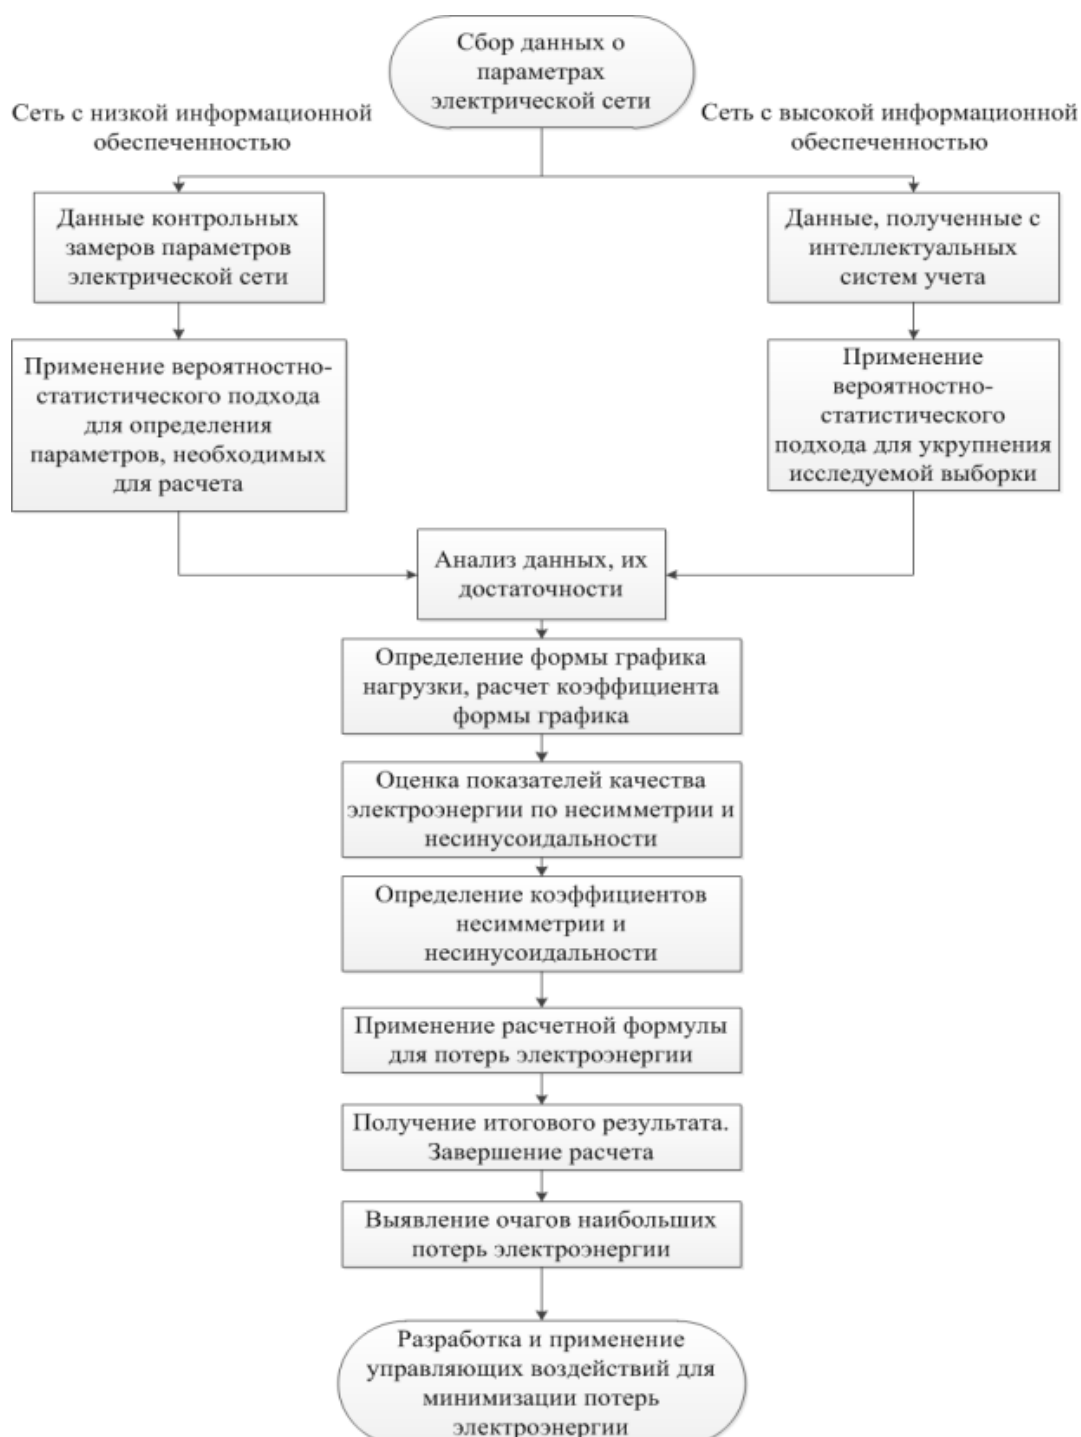 Сбор данных о
параметрах
электрической сети
Сеть с низкой информационной
обеспеченностью
Сеть с высокой информационной
обеспеченностью
Данные контрольных
замеров параметров
электрической сети
Данные, полученные с
интеллектуальных
систем учета
Применение вероятностно-
статистического подхода
для определения
параметров, необходимых
для расчета
Применение
вероятностно-
статистического
подхода для укрупнения
исследуемой выборки
Анализ данных, их
достаточности
Определение формы графика
нагрузки, расчет коэффициента
формы графика
Оценка показателей качества
электроэнергии по несимметрии и
несинусоидальности
Определение коэффициентов
несимметрии и
несинусоидальности
Применение расчетной формулы
для потерь электроэнергии
Получение итогового результата.
Завершение расчета
Выявление очагов наибольших
потерь электроэнергии
Разработка и применение
управляющих воздействий для
минимизации потерь
электроэнергии